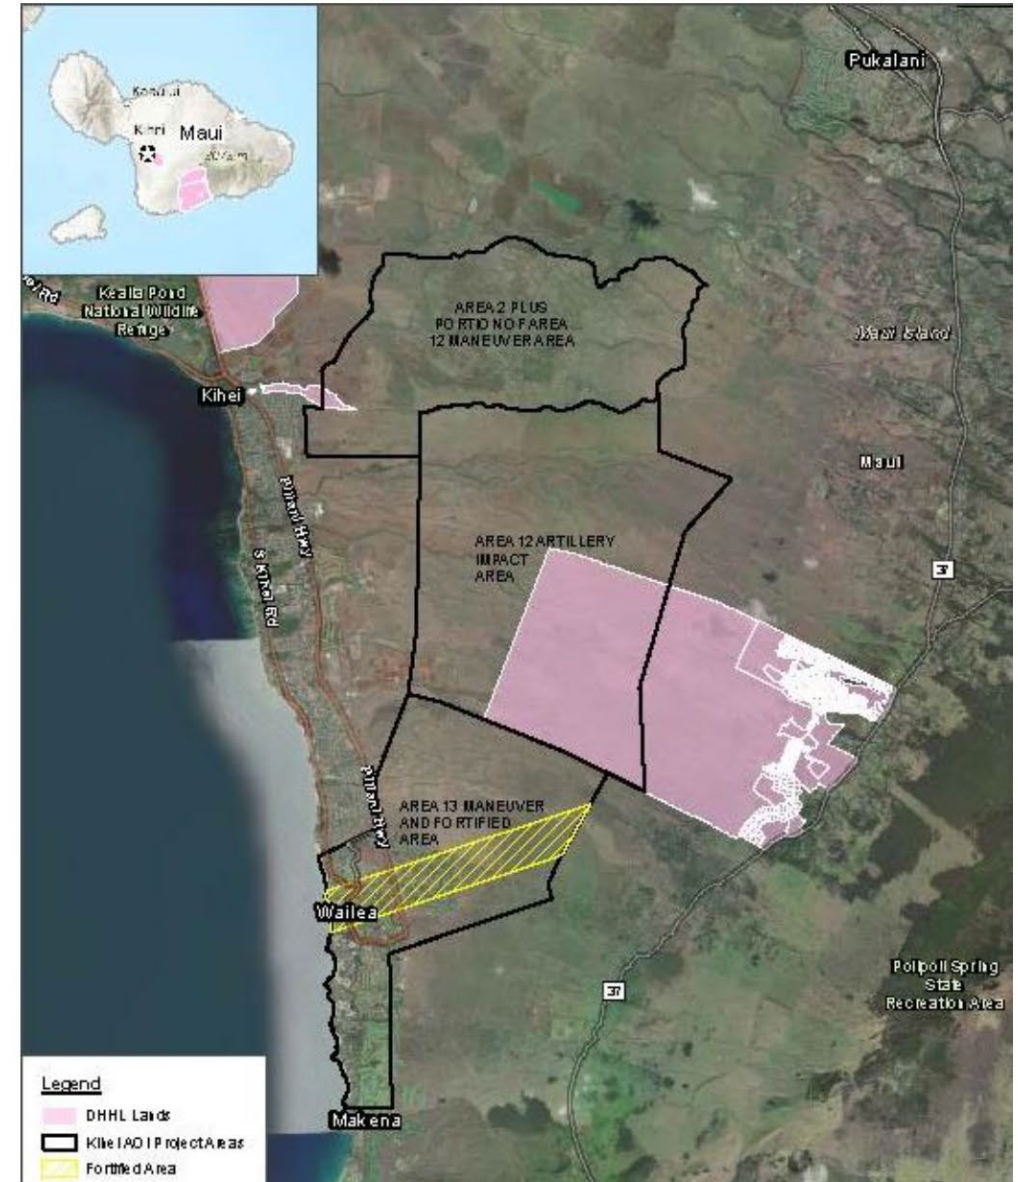 Pukalani
Kihei
Maui
Kealia Pond
National Wildlife
Refuge
AREA 2 PLUS
PORTION OF AREA
12 MANEUVER AREA
Maui Island
Kihei
Maui
Piilani Hwy
S Kihei Rd
AREA 12 ARTILLERY
IMPACT
AREA
37
Piilani Hwy
AREA 13 MANEUVER
AND FORTIFIED
AREA
Wailea
Polipoli Spring
State
Recreation Area
37
Makena
Legend
DHHL Lands
Kihei AOI Project Areas
Fortified Area